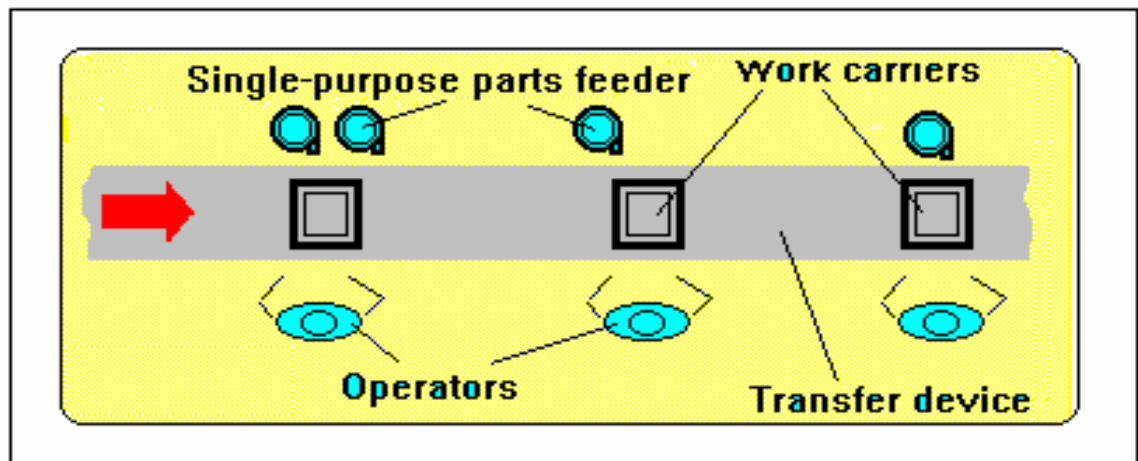 Single-purpose parts feeder
Work carriers
Operators
Transfer device